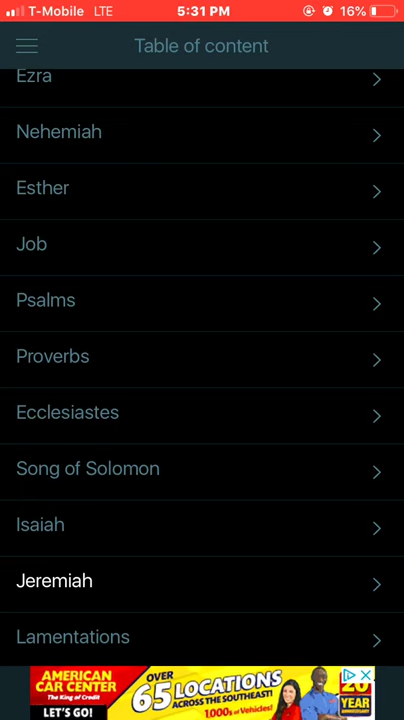 T-Mobile LTE 5:31 PM 16%
Table of content
Ezra
Nehemiah
Esther
Job
Psalms
Proverbs
Ecclesiastes
Song of Solomon
Isaiah
Jeremiah
Lamentations
AMERICAN
CAR CENTER
The King of Credit
LET'S GO!
OVER
65 LOCATIONS
ACROSS THE SOUTHEAST!
1,000s of Vehicles!
20
YEAR